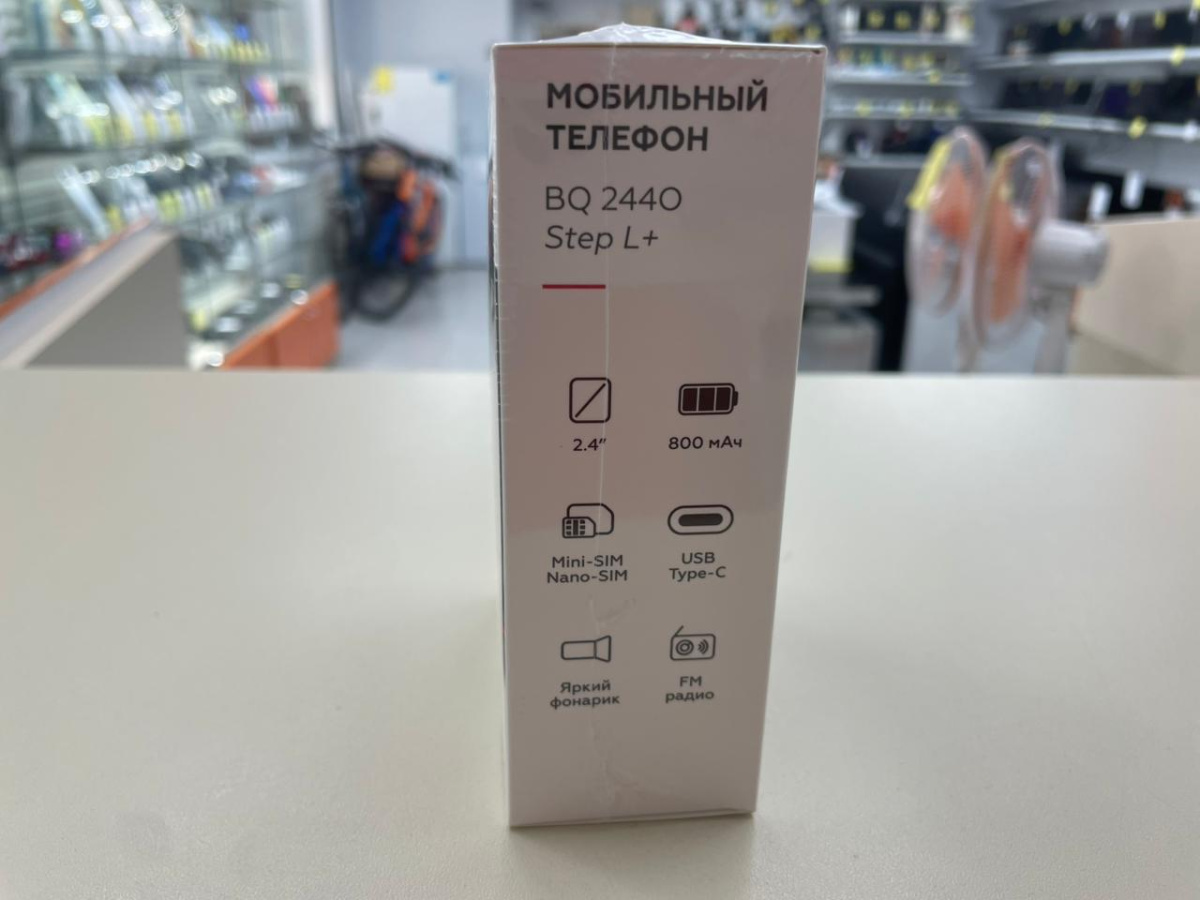 МОБИЛЬНЫЙ
ТЕЛЕФОН
BQ 2440
Step L+
2.4″
800 мАч
Mini-SIM
Nano-SIM
USB
Type-C
Яркий
фонарик
FM
радио